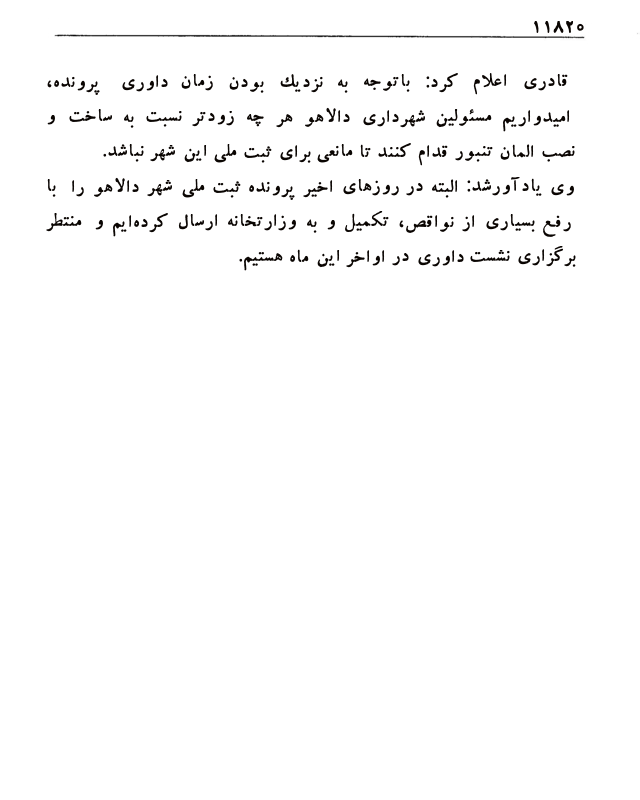 ۱۱۸۲۰
قادری اعلام کرد: باتوجه به نزدیك بودن زمان داوری پرونده،
امیدواریم مسئولین شهرداری دالاهو هر چه زودتر نسبت به ساخت و
نصب المان تنبور قدام کنند تا مانعی برای ثبت ملی این شهر نباشد.
وی یادآورشد: البته در روزهای اخیر پرونده ثبت ملی شهر دالاهو را با
رفع بسیاری از نواقص، تکمیل و به وزارتخانه ارسال کرده‌ایم و منتظر
برگزاری نشست داوری در اواخر این ماه هستیم.